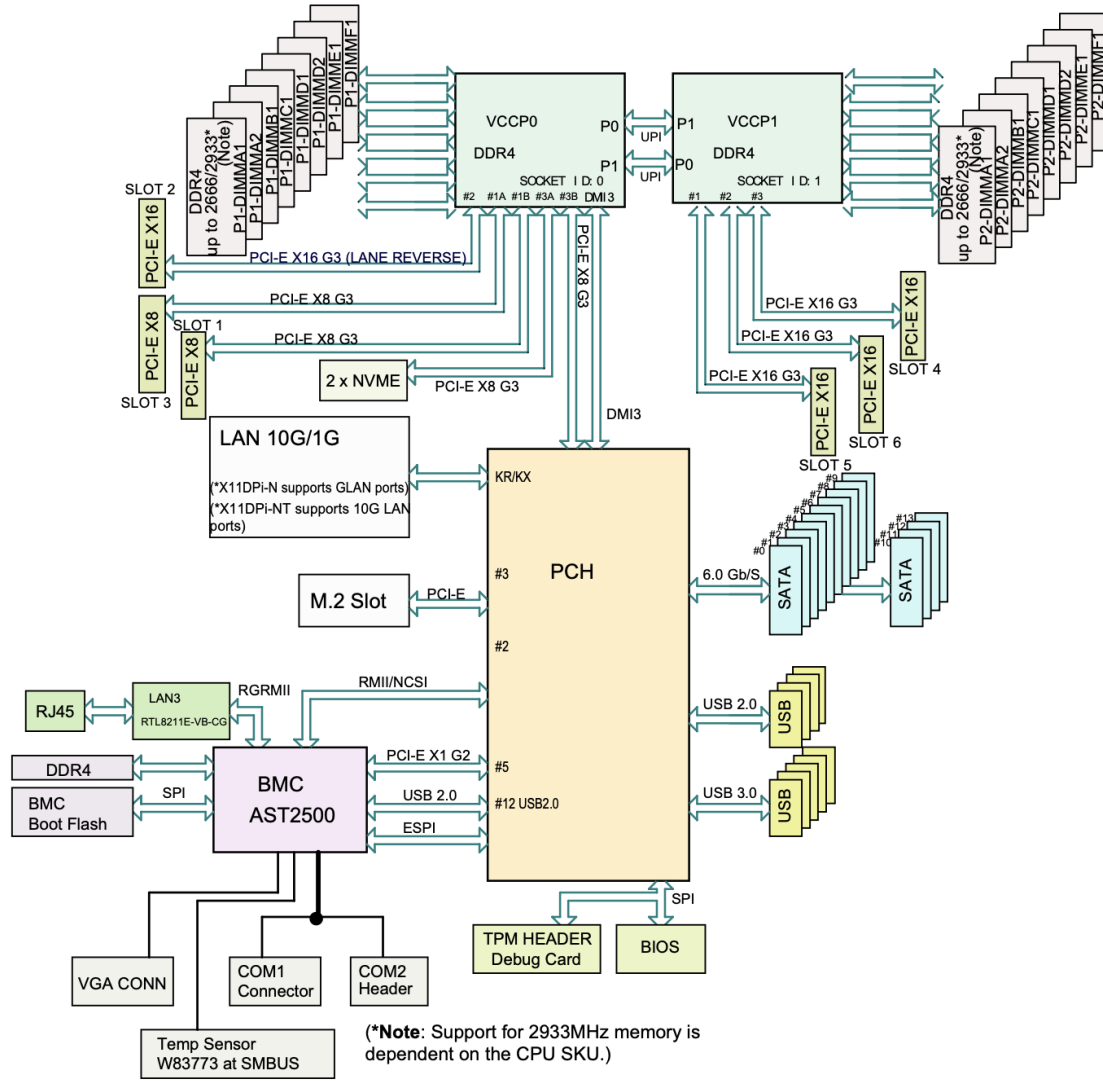 P1-DIMMF1
P1-DIMME1
P1-DIMMD2
P1-DIMMD1
P1-DIMMC1
P1-DIMMB1
P1-DIMMA2
P1-DIMMA1
DDR4
up to 2666/2933*
(Note)
VCCP0
DDR4
P0
P1
SOCKET ID: 0
#2 #1A #1B #3A #3B DMI3
UPI
UPI
P1
P0
VCCP1
DDR4
SOCKET ID: 1
#1 #2 #3
P2-DIMMF1
P2-DIMME1
P2-DIMMD2
P2-DIMMD1
P2-DIMMC1
P2-DIMMB1
P2-DIMMA2
P2-DIMMA1
DDR4
up to 2666/2933*
(Note)
SLOT 2
PCI-E X16
PCI-E X16 G3 (LANE REVERSE)
PCI-E X8 G3
PCI-E X8
SLOT 3
SLOT 1
PCI-E X8
PCI-E X8 G3
2 x NVME
PCI-E X8 G3
PCI-E X8 G3
DMI3
PCI-E X16 G3
PCI-E X16
SLOT 4
PCI-E X16 G3
PCI-E X16
SLOT 6
PCI-E X16 G3
PCI-E X16
SLOT 5
LAN 10G/1G
(*X11DPi-N supports GLAN ports)
(*X11DPi-NT supports 10G LAN
ports)
KR/KX
#3
PCH
M.2 Slot
PCI-E
#2
6.0 Gb/S
#9
#8
#7
#6
#5
#4
#3
#2
#1
#0
SATA
#13
#12
#11
#10
SATA
RJ45
LAN3
RTL8211E-VB-CG
RGRMII
RMII/NCSI
USB 2.0
USB
DDR4
BMC
Boot Flash
SPI
BMC
AST2500
PCI-E X1 G2
#5
USB 2.0
#12 USB2.0
ESPI
USB 3.0
USB
SPI
TPM HEADER
Debug Card
BIOS
VGA CONN
COM1
Connector
COM2
Header
Temp Sensor
W83773 at SMBUS
(*Note: Support for 2933MHz memory is
dependent on the CPU SKU.)